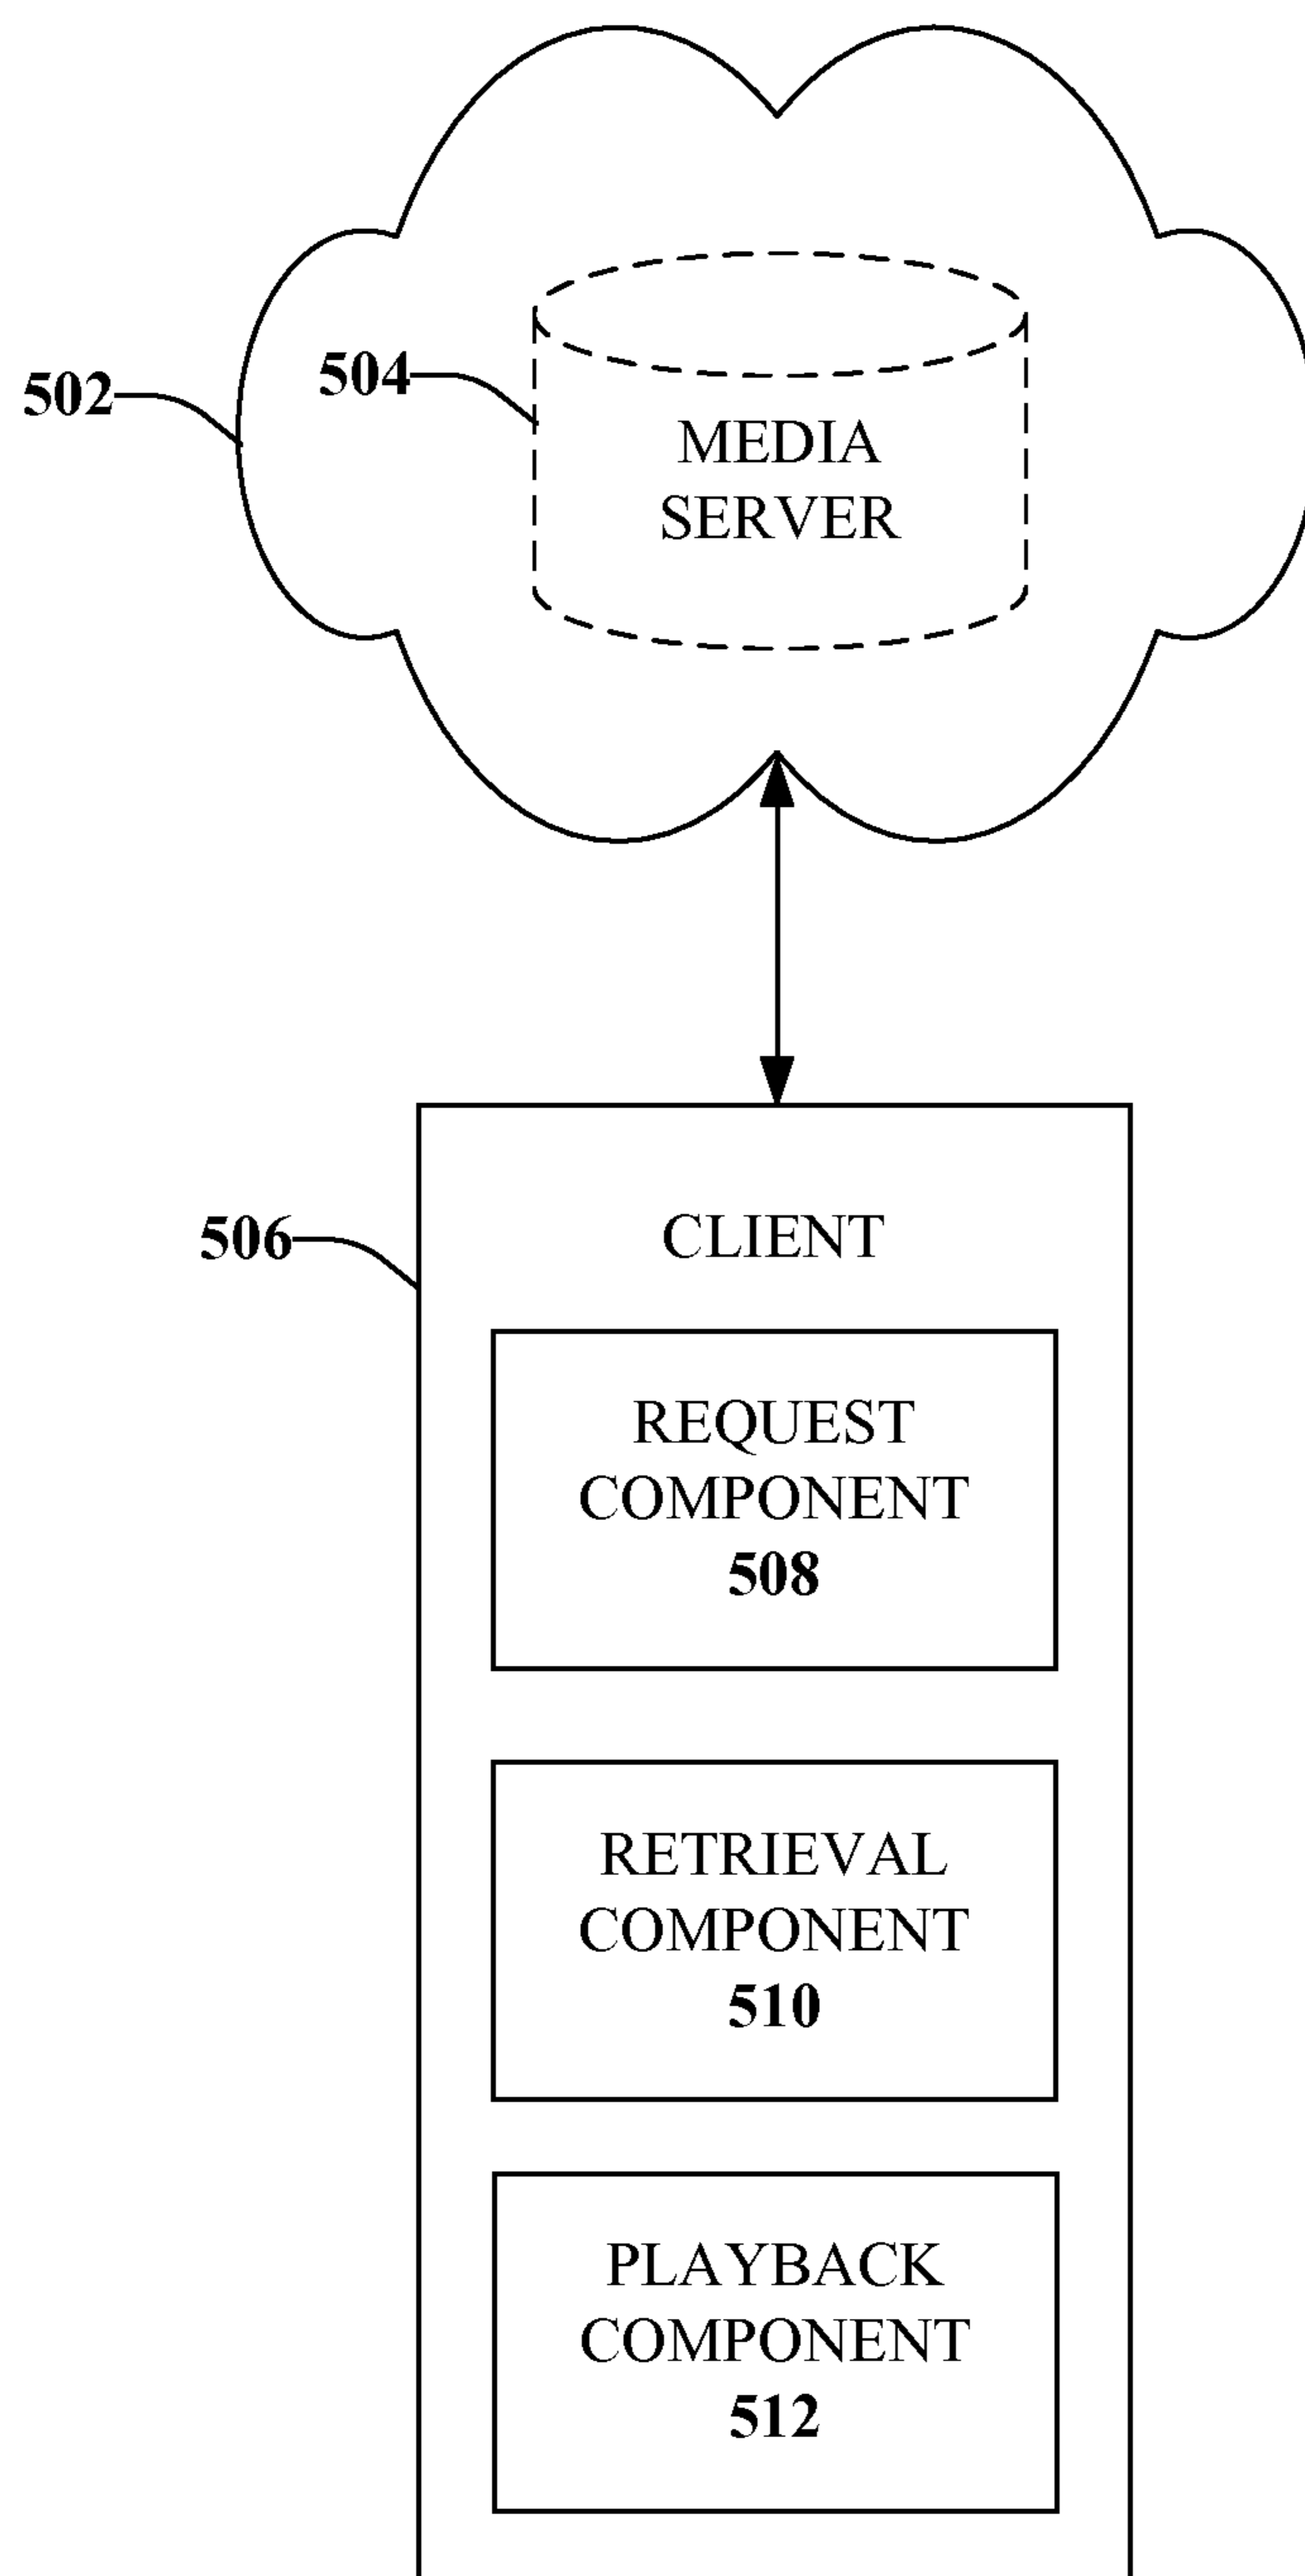 502
504
MEDIA
SERVER
506
CLIENT
REQUEST
COMPONENT
508
RETRIEVAL
COMPONENT
510
PLAYBACK
COMPONENT
512